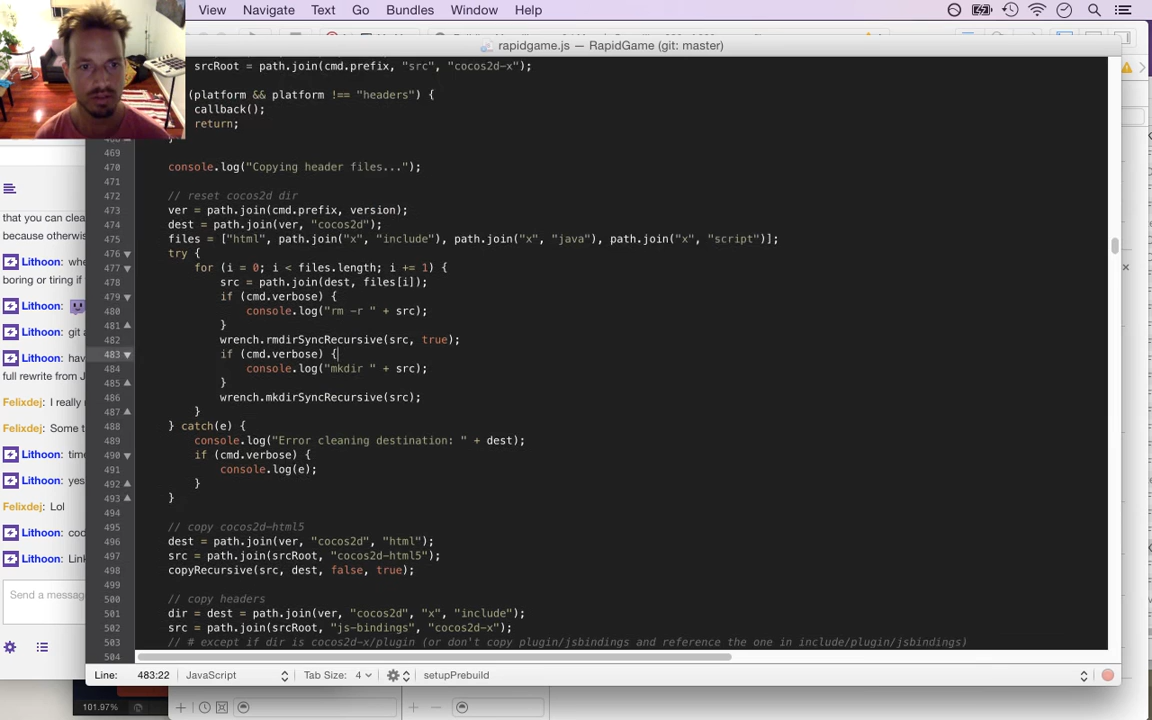 View Navigate Text Go Bundles Window Help
rapidgame.js — RapidGame (git: master)
srcRoot = path.join(cmd.prefix, "src", "cocos2d-x");
(platform && platform !== "headers") {
callback();
return;
469
470 console.log("Copying header files...");
471
472 // reset cocos2d dir
473 ver = path.join(cmd.prefix, version);
474 dest = path.join(ver, "cocos2d");
475 files = ["html", path.join("x", "include"), path.join("x", "java"), path.join("x", "script")];
476 try {
477 for (i = 0; i < files.length; i += 1) {
478 src = path.join(dest, files[i]);
479 if (cmd.verbose) {
480 console.log("rm -r " + src);
481 }
482 wrench.rmdirSyncRecursive(src, true);
483 if (cmd.verbose) {
484 console.log("mkdir " + src);
485 }
486 wrench.mkdirSyncRecursive(src);
487 }
488 } catch(e) {
489 console.log("Error cleaning destination: " + dest);
490 if (cmd.verbose) {
491 console.log(e);
492 }
493 }
494
495 // copy cocos2d-html5
496 dest = path.join(ver, "cocos2d", "html");
497 src = path.join(srcRoot, "cocos2d-html5");
498 copyRecursive(src, dest, false, true);
499
500 // copy headers
501 dir = dest = path.join(ver, "cocos2d", "x", "include");
502 src = path.join(srcRoot, "js-bindings", "cocos2d-x");
503 // # except if dir is cocos2d-x/plugin (or don't copy plugin/jsbindings and reference the one in include/plugin/jsbindings)
504
Line: 483:22 JavaScript Tab Size: 4 setupPrebuild
that you can clea
because otherwis
Lithoon: whe
boring or tiring if
Lithoon:
Lithoon: git a
Lithoon: hav
full rewrite from J
Felixdej: I really
Felixdej: Some t
Lithoon: time
Lithoon: yes
Felixdej: Lol
Lithoon: coo
Lithoon: Link
Send a messag
101.97%